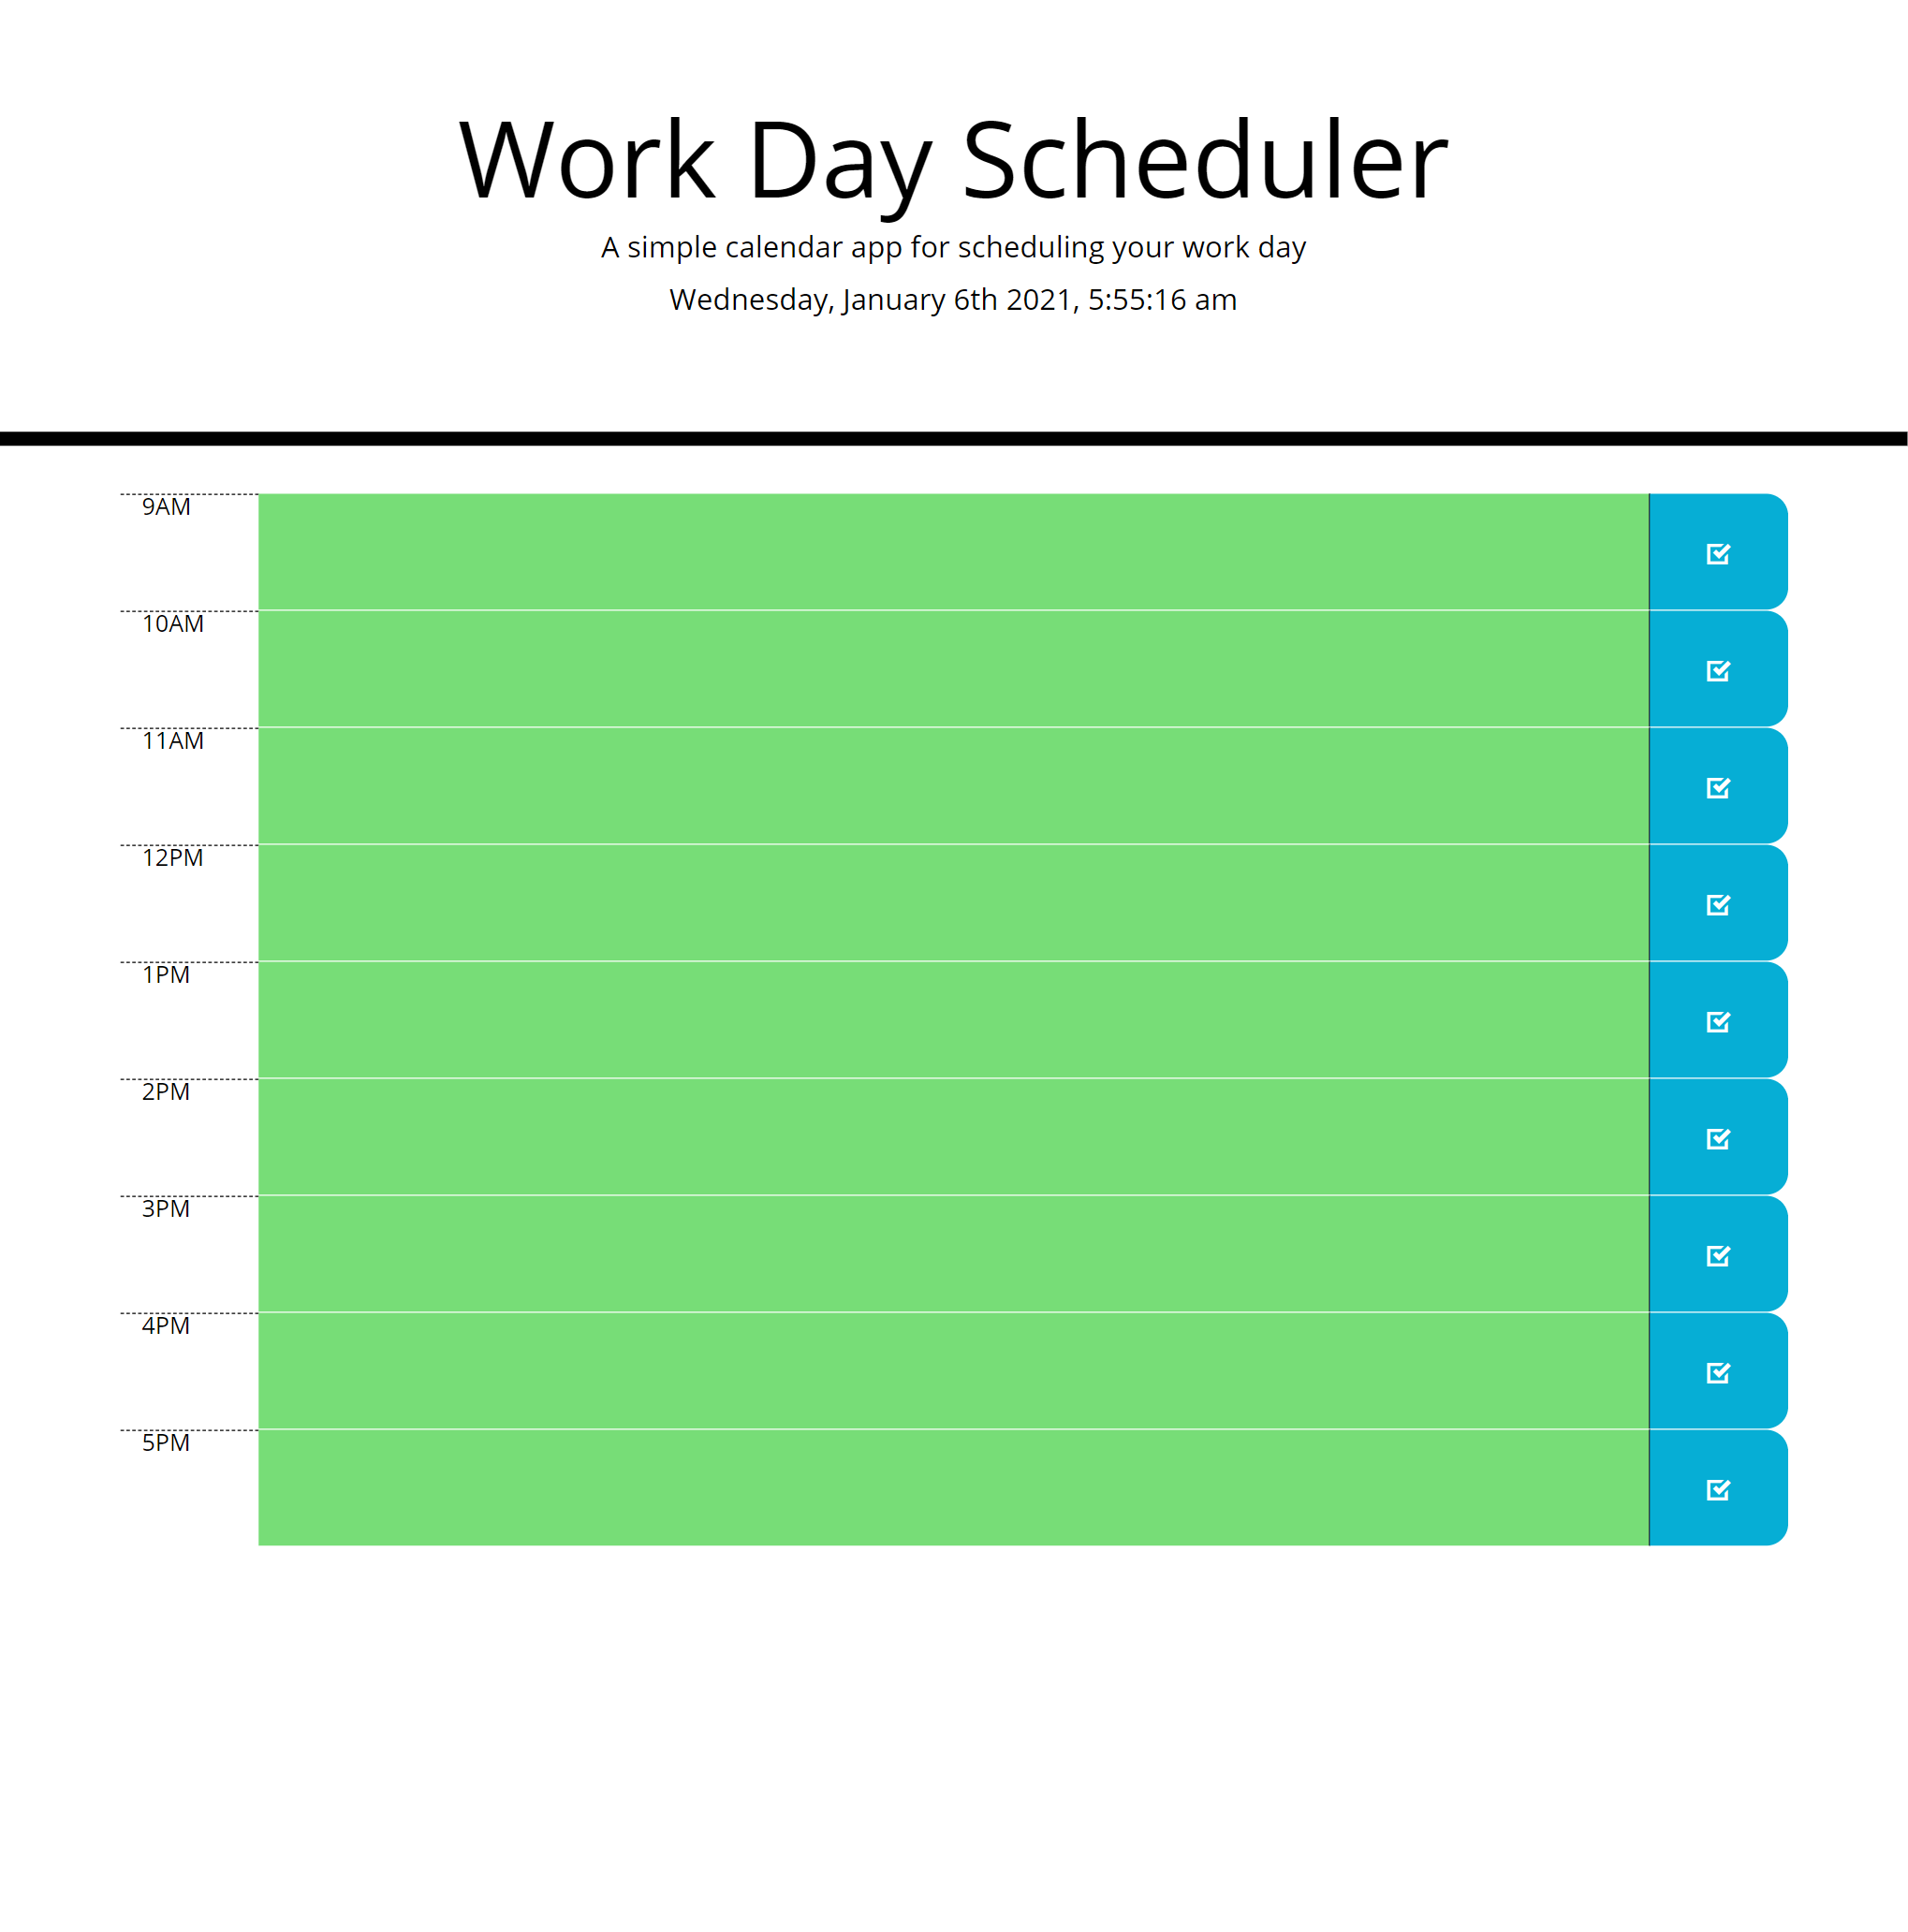 Work Day Scheduler
A simple calendar app for scheduling your work day
Wednesday, January 6th 2021, 5:55:16 am
9AM
10AM
11AM
12PM
1PM
2PM
3PM
4PM
5PM